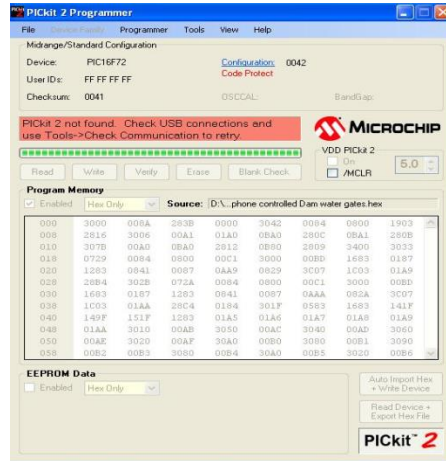 PICkit 2 Programmer
File Device Family Programmer Tools View Help
Midrange/Standard Configuration
Device: PIC16F72 Configuration: 0042
User IDs: FF FF FF FF Code Protect
Checksum: 0041 OSCCAL: BandGap:
PICkit 2 not found. Check USB connections and
use Tools->Check Communication to retry.
MICROCHIP
VDD PICkit 2
On
/MCLR
5.0
Read Write Verify Erase Blank Check
Program Memory
Enabled Hex Only Source: D:\...phone controlled Dam water gates.hex
000 3000 008A 283B 0000 3042 0084 0800 1903
008 2816 3006 00A1 01A0 0BA0 280C 0BA1 280B
010 307B 00A0 0BA0 2812 0B80 2809 3400 3033
018 0729 0084 0800 00C1 3000 00BD 1683 0187
020 1283 0841 0087 0AA9 0829 3C07 1C03 01A9
028 28B4 302B 072A 0084 0800 00C1 3000 00BD
030 1683 0187 1283 0841 0087 0AAA 082A 3C07
038 1C03 01AA 28C4 0184 301F 0583 1683 141F
040 149F 151F 1283 01A5 01A6 01A7 01A8 01A9
048 01AA 3010 00AB 3050 00AC 3040 00AD 3060
050 00AE 3020 00AF 30A0 00B0 3080 00B1 3090
058 00B2 00B3 3080 00B4 30A0 00B5 3020 00B6
EEPROM Data
Enabled Hex Only
Auto Import Hex
+ Write Device
Read Device +
Export Hex File
PICkit™ 2